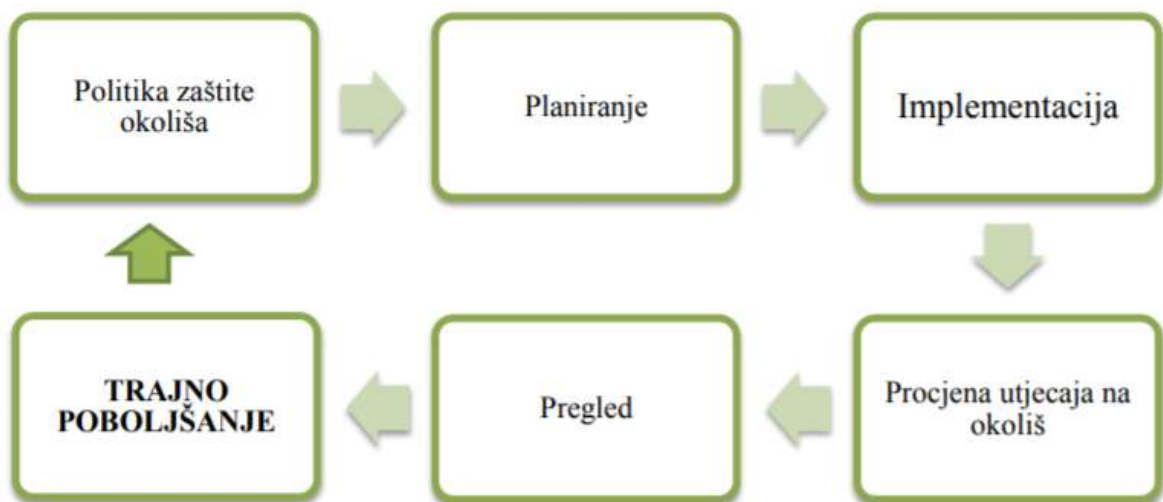 Politika zaštite
okoliša
Planiranje
Implementacija
Procjena utjecaja na
okoliš
Pregled
TRAJNO
POBOLJŠANJE